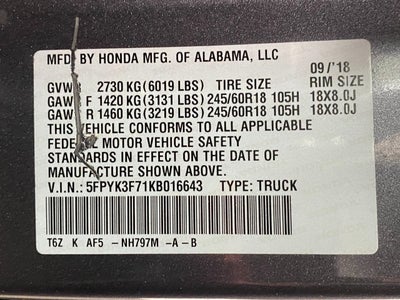 MFD. BY HONDA MFG. OF ALABAMA, LLC
09/'18
GVWR 2730 KG(6019 LBS) TIRE SIZE RIM SIZE
GAWR F 1420 KG(3131 LBS) 245/60R18 105H 18X8.0J
GAWR R 1460 KG(3219 LBS) 245/60R18 105H 18X8.0J
THIS VEHICLE CONFORMS TO ALL APPLICABLE
FEDERAL MOTOR VEHICLE SAFETY
STANDARDS IN EFFECT ON THE DATE OF
MANUFACTURE SHOWN ABOVE.
V.I.N.: 5FPYK3F71KB016643 TYPE: TRUCK
T6Z K AF5 -NH797M -A-B